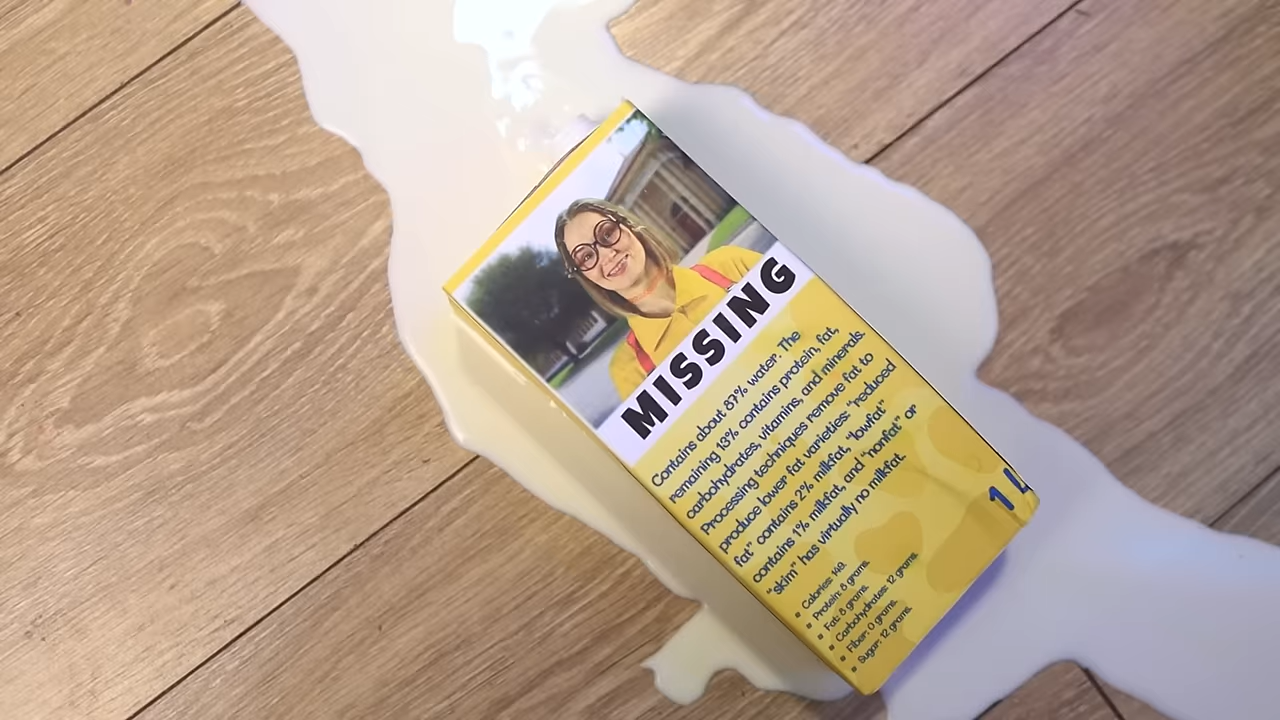 MISSING
Contains about 87% water. The
remaining 13% contains protein, fat,
carbohydrates, vitamins, and minerals.
Processing techniques remove fat to
produce lower fat varieties: "reduced
fat" contains 2% milkfat, "lowfat"
contains 1% milkfat, and "nonfat" or
"skim" has virtually no milkfat.
Calories: 149.
Protein: 8 grams.
Fat: 8 grams.
Carbohydrates: 12 grams.
Fiber: 0 grams.
Sugar: 12 grams.
1 L